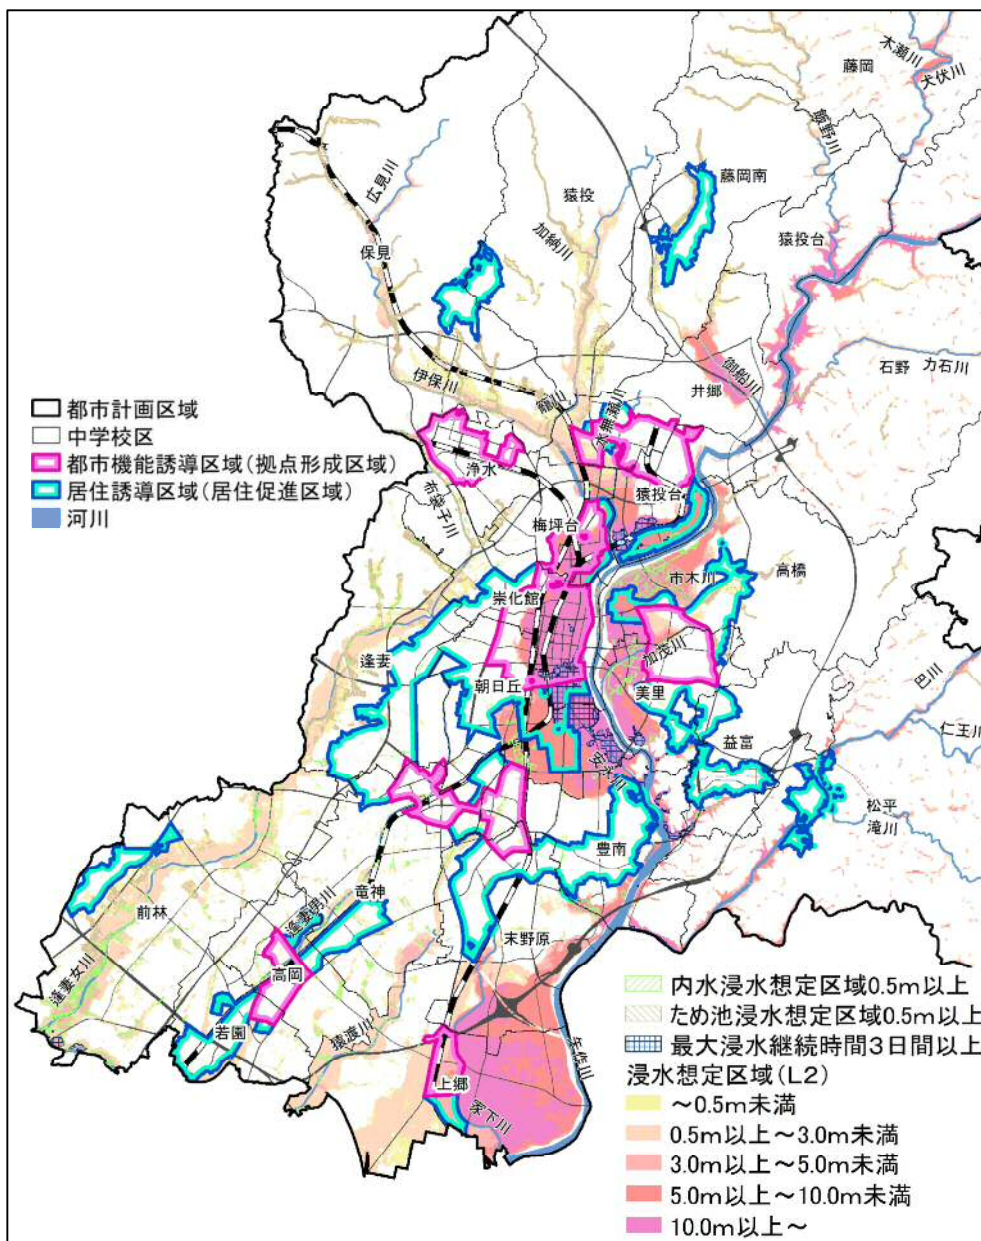 木瀬川
藤岡
犬伏川
飯野川
広見川
猿投
藤岡南
加納川
猿投台
保見
御船川
石野 力石川
伊保川
井郷
籠川
水無瀬川
浄水
猿投台
布袋子川
梅坪台
市木川
高橋
崇化館
逢妻
加茂川
朝日丘
美里
巴川
仁王川
益富
安永川
松平
滝川
豊南
竜神
前林
逢妻男川
末野原
高岡
逢妻女川
若園
猿渡川
矢作川
上郷
家下川
都市計画区域
中学校区
都市機能誘導区域(拠点形成区域)
居住誘導区域(居住促進区域)
河川
内水浸水想定区域0.5m以上
ため池浸水想定区域0.5m以上
最大浸水継続時間3日間以上
浸水想定区域(L2)
~0.5m未満
0.5m以上~3.0m未満
3.0m以上~5.0m未満
5.0m以上~10.0m未満
10.0m以上~